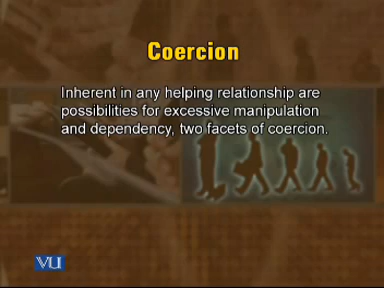 Coercion
Inherent in any helping relationship are
possibilities for excessive manipulation
and dependency, two facets of coercion.
VU